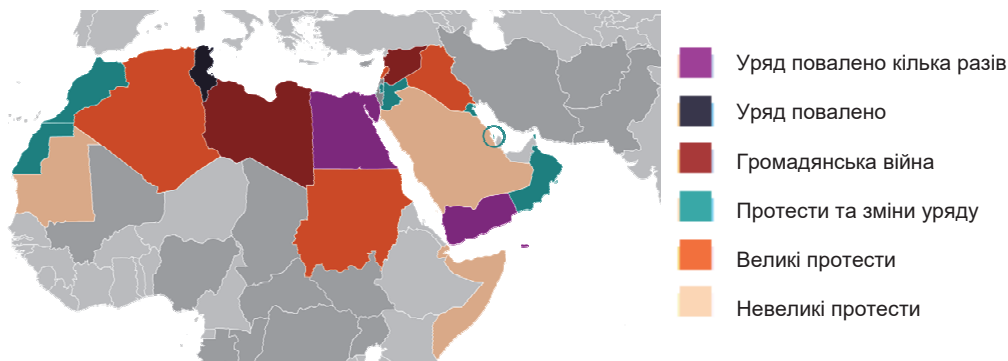 Уряд повалено кілька разів
Уряд повалено
Громадянська війна
Протести та зміни уряду
Великі протести
Невеликі протести